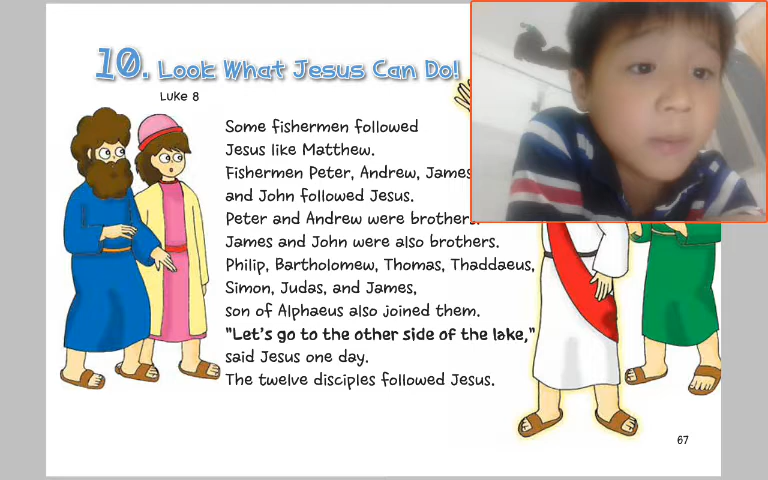 10. Look What Jesus Can Do!
Luke 8
Some fishermen followed
Jesus like Matthew.
Fishermen Peter, Andrew, James
and John followed Jesus.
Peter and Andrew were brothers.
James and John were also brothers.
Philip, Bartholomew, Thomas, Thaddaeus,
Simon, Judas, and James,
son of Alphaeus also joined them.
"Let's go to the other side of the lake,"
said Jesus one day.
The twelve disciples followed Jesus.
67